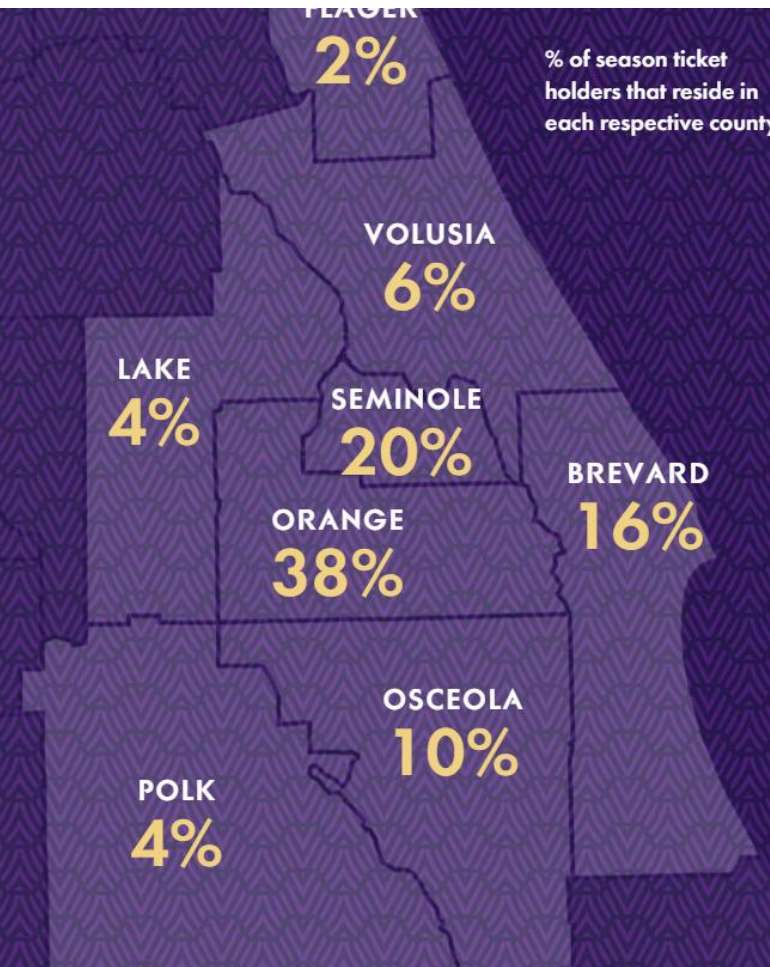 FLAGER
2%
% of season ticket
holders that reside in
each respective county
VOLUSIA
6%
LAKE
4%
SEMINOLE
20%
BREVARD
16%
ORANGE
38%
OSCEOLA
10%
POLK
4%